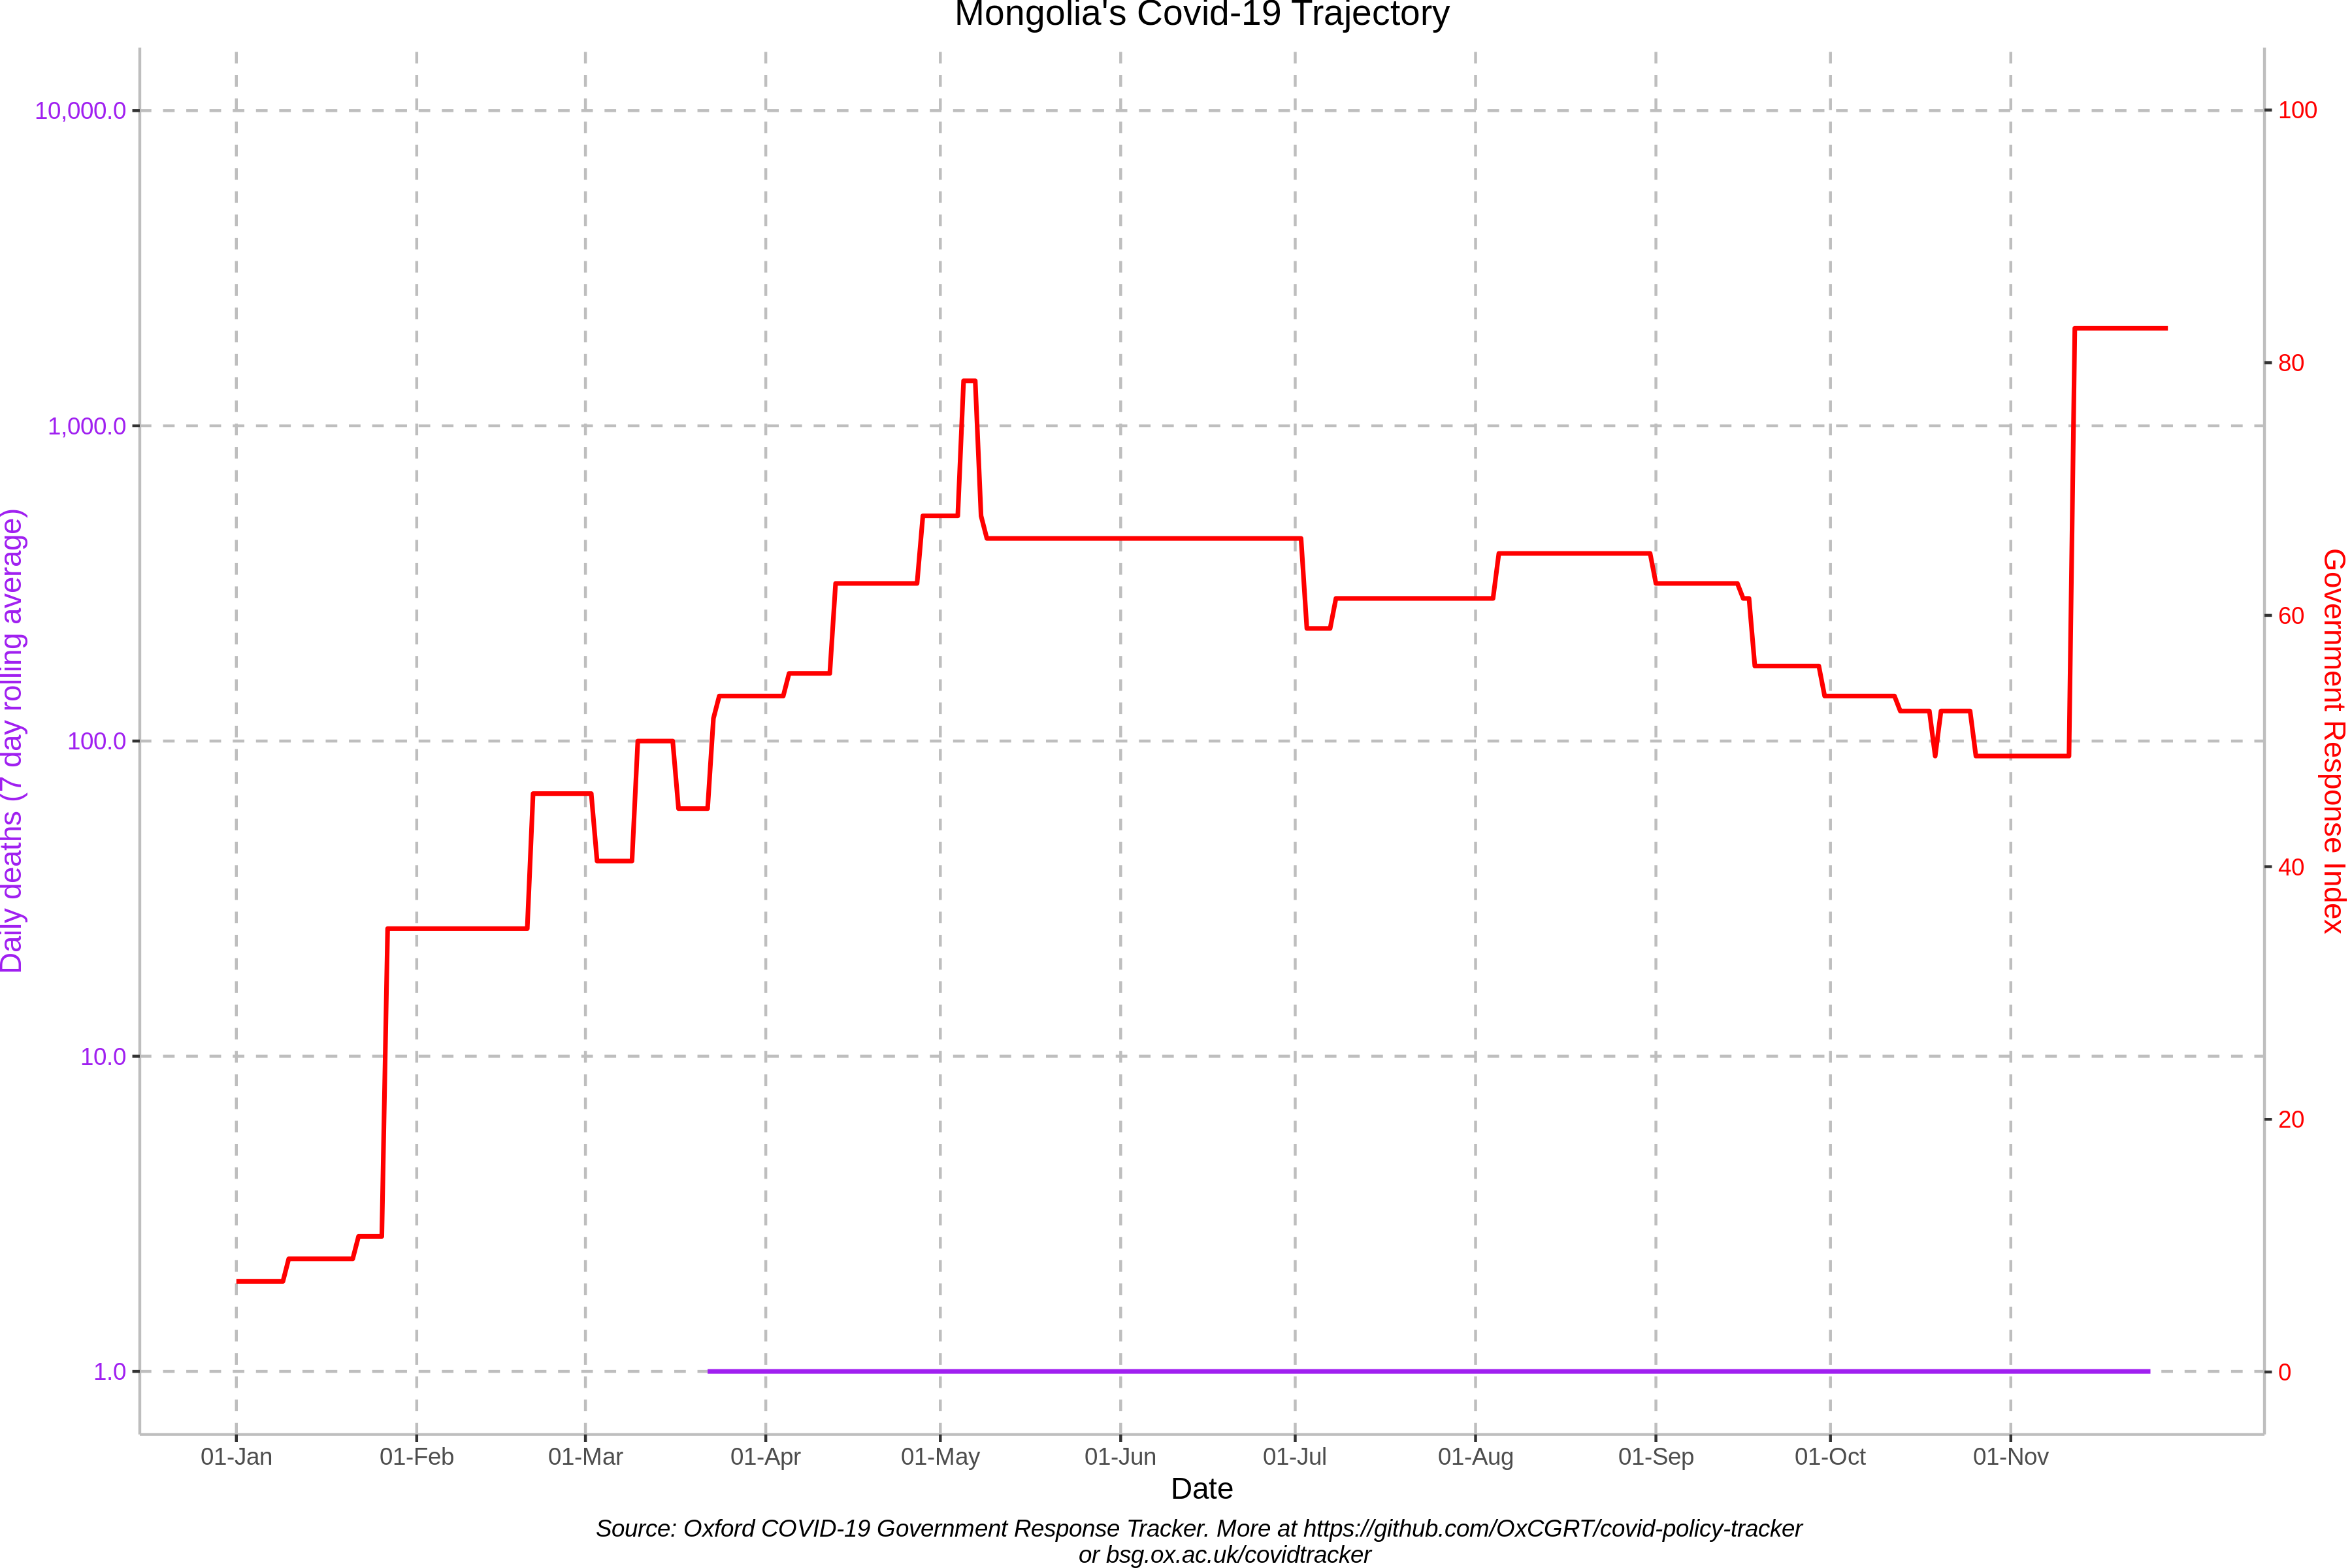 Mongolia's Covid-19 Trajectory
10,000.0
1,000.0
100.0
10.0
1.0
Daily deaths (7 day rolling average)
100
80
60
40
20
0
Government Response Index
01-Jan 01-Feb 01-Mar 01-Apr 01-May 01-Jun 01-Jul 01-Aug 01-Sep 01-Oct 01-Nov
Date
Source: Oxford COVID-19 Government Response Tracker. More at https://github.com/OxCGRT/covid-policy-tracker
or bsg.ox.ac.uk/covidtracker